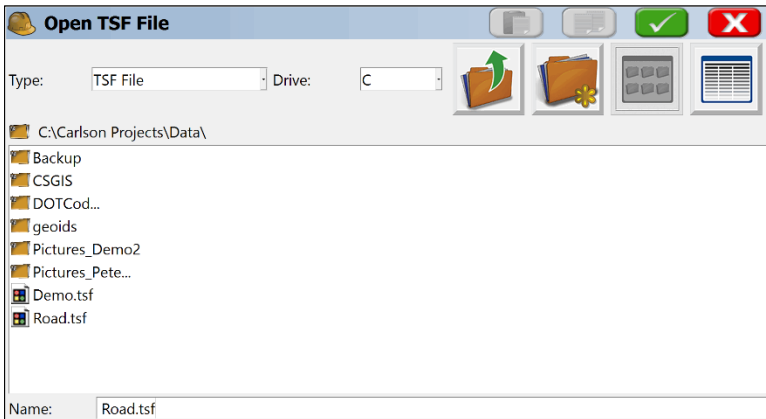 Open TSF File
Type: TSF File Drive: C
C:\Carlson Projects\Data\
Backup
CSGIS
DOTCod...
geoids
Pictures_Demo2
Pictures_Pete...
Demo.tsf
Road.tsf
Name: Road.tsf